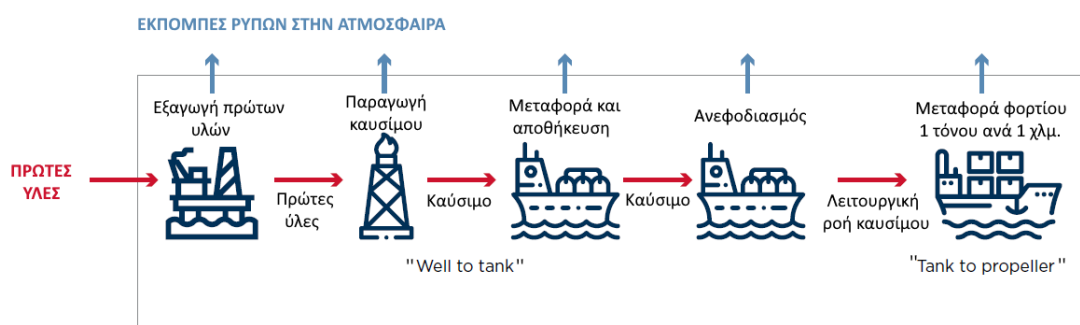 ΕΚΠΟΜΠΕΣ ΡΥΠΩΝ ΣΤΗΝ ΑΤΜΟΣΦΑΙΡΑ
Εξαγωγή πρώτων
υλών
Παραγωγή
καυσίμου
Μεταφορά και
αποθήκευση
Ανεφοδιασμός
Μεταφορά φορτίου
1 τόνου ανά 1 χλμ.
ΠΡΩΤΕΣ
ΥΛΕΣ
Πρώτες
ύλες
Καύσιμο
Καύσιμο
Λειτουργική
ροή καυσίμου
"Well to tank"
"Tank to propeller"